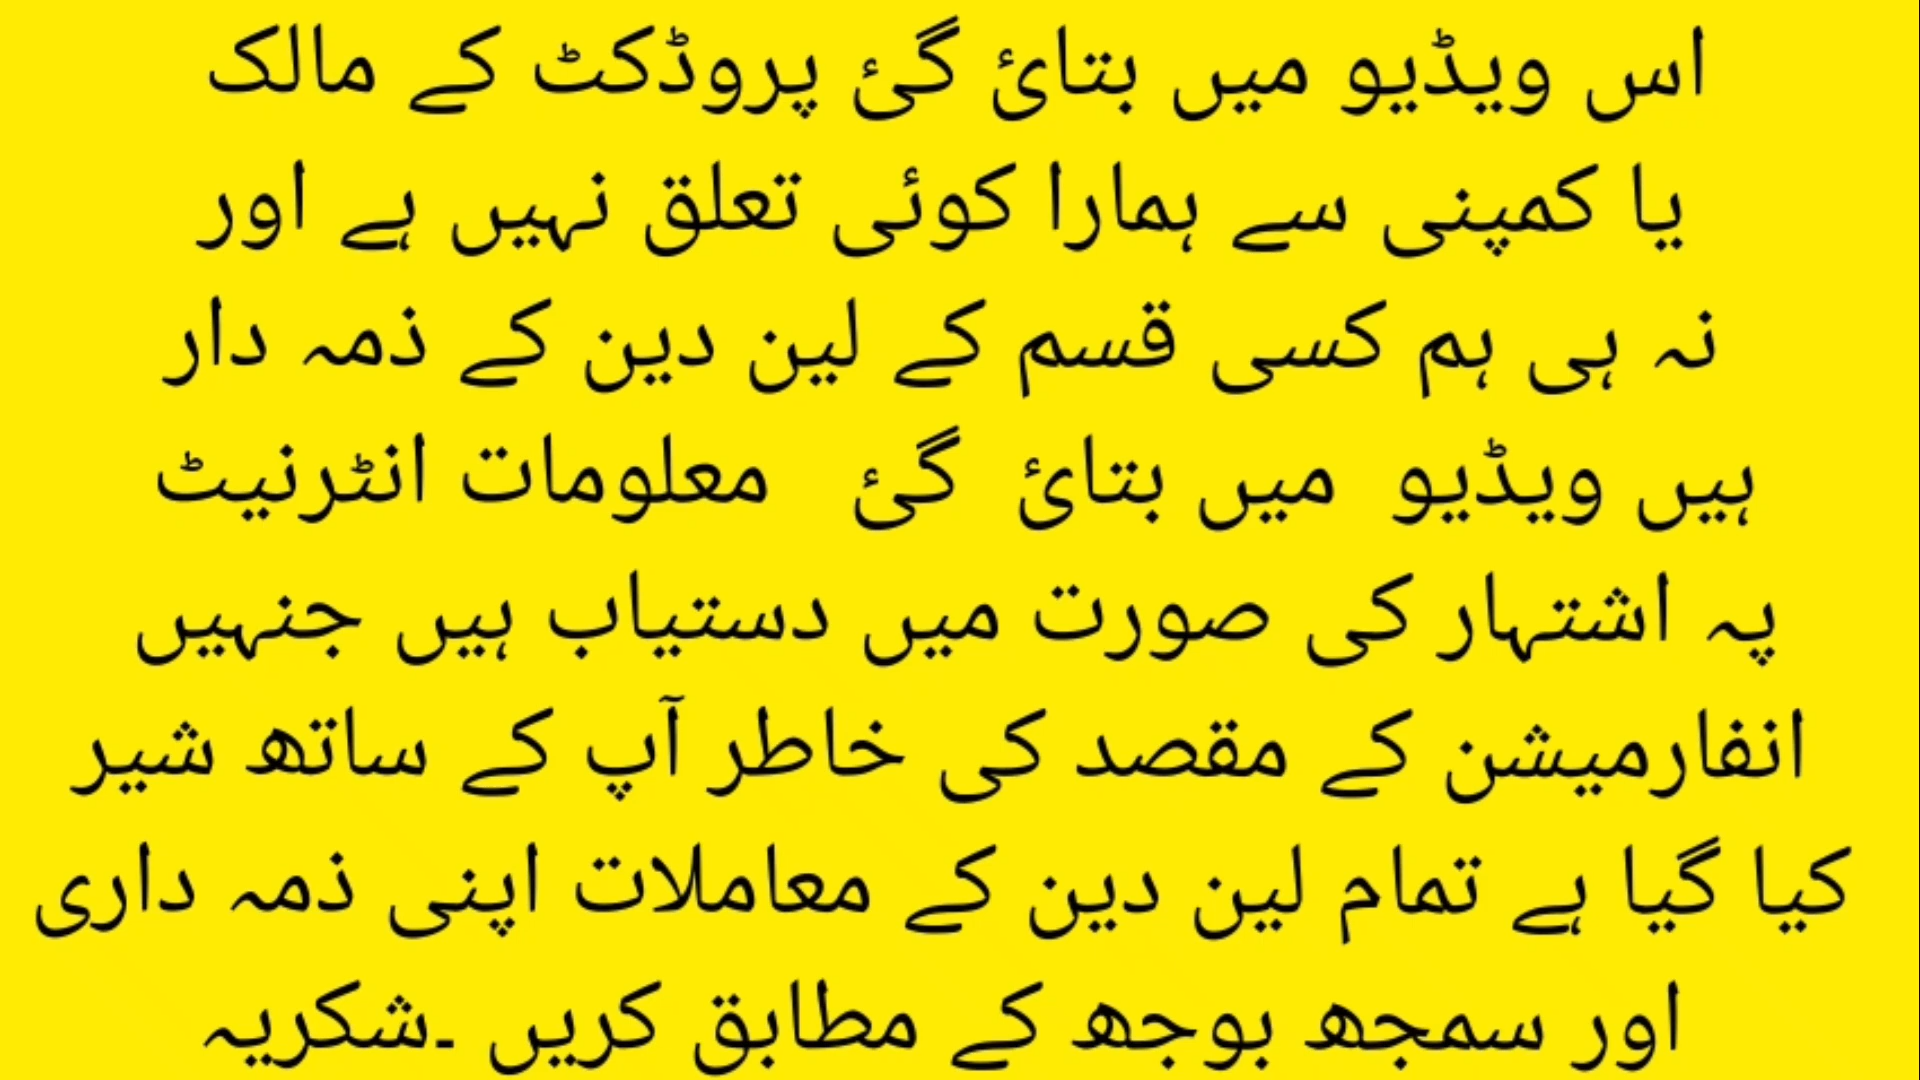 اس ویڈیو میں بتائ گئ پروڈکٹ کے مالک
یا کمپنی سے ہمارا کوئی تعلق نہیں ہے اور
نہ ہی ہم کسی قسم کے لین دین کے ذمہ دار
ہیں ویڈیو میں بتائ گئ معلومات انٹرنیٹ
پہ اشتہار کی صورت میں دستیاب ہیں جنہیں
انفارمیشن کے مقصد کی خاطر آپ کے ساتھ شیر
کیا گیا ہے تمام لین دین کے معاملات اپنی ذمہ داری
اور سمجھ بوجھ کے مطابق کریں ۔شکریہ